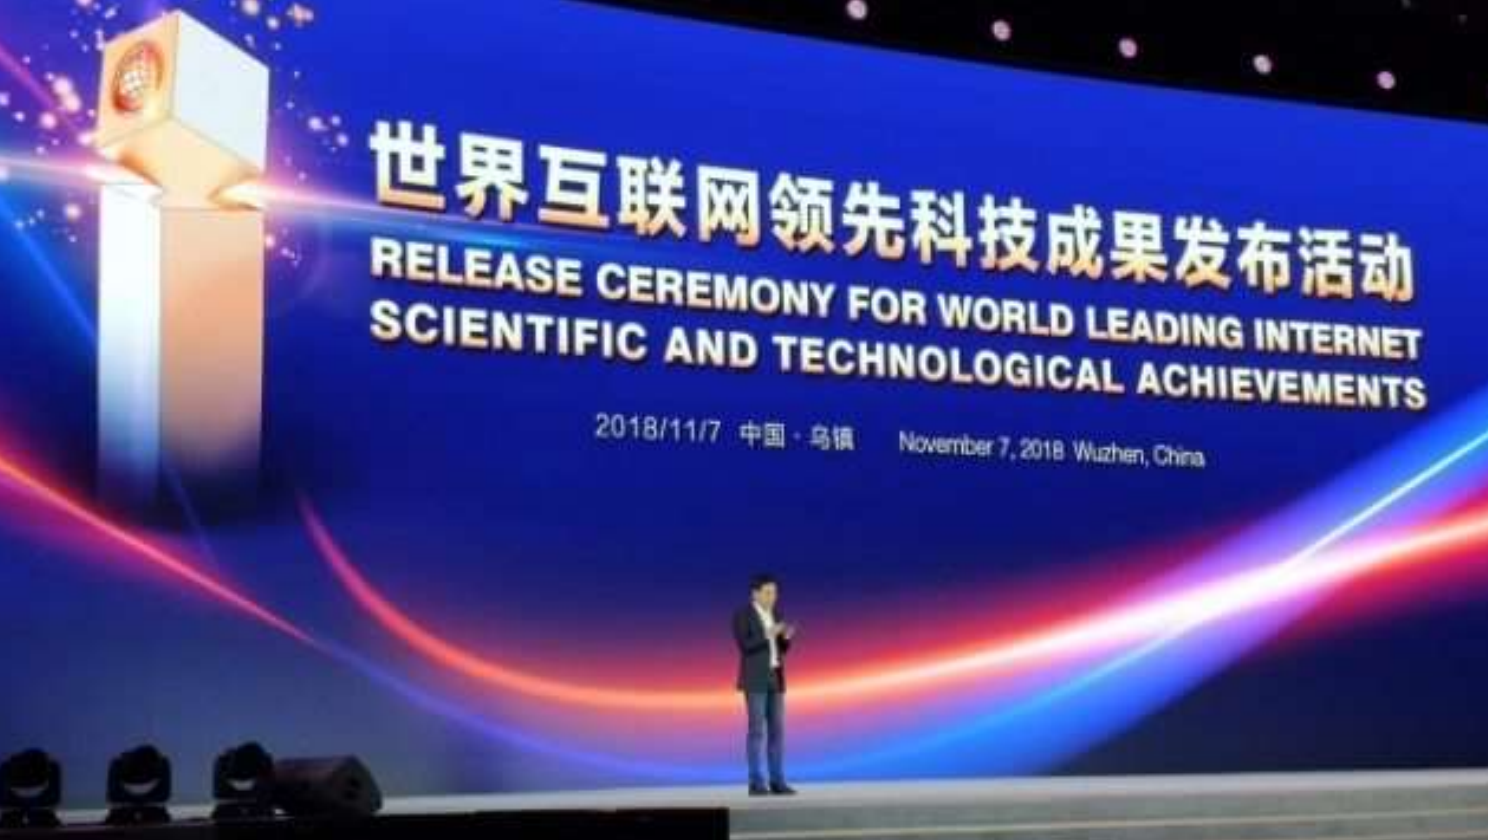 世界互联网领先科技成果发布活动
RELEASE CEREMONY FOR WORLD LEADING INTERNET
SCIENTIFIC AND TECHNOLOGICAL ACHIEVEMENTS
2018/11/7 中国·乌镇 November 7, 2018 Wuzhen, China